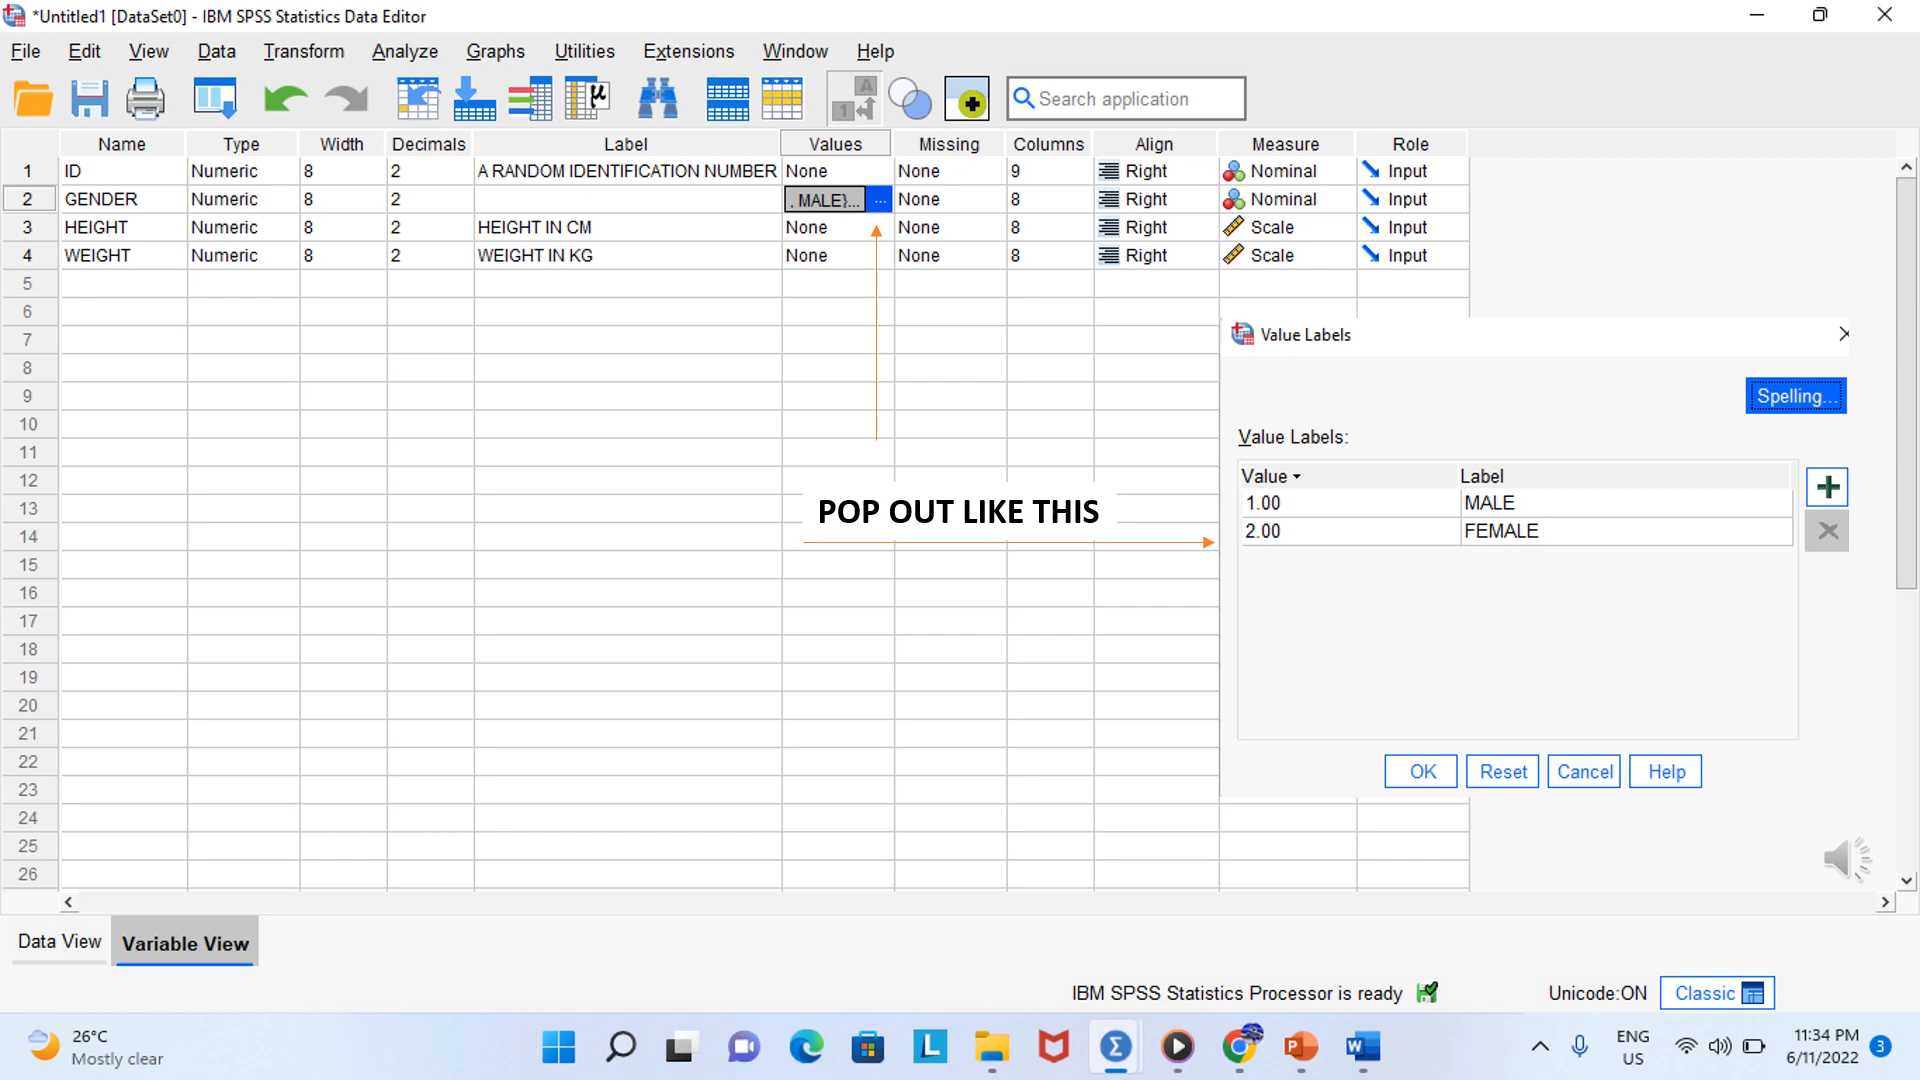 *Untitled1 [DataSet0] - IBM SPSS Statistics Data Editor
File Edit View Data Transform Analyze Graphs Utilities Extensions Window Help
Search application
Name Type Width Decimals Label Values Missing Columns Align Measure Role
1 ID Numeric 8 2 A RANDOM IDENTIFICATION NUMBER None None 9 Right Nominal Input
2 GENDER Numeric 8 2 , MALE}... ... None 8 Right Nominal Input
3 HEIGHT Numeric 8 2 HEIGHT IN CM None None 8 Right Scale Input
4 WEIGHT Numeric 8 2 WEIGHT IN KG None None 8 Right Scale Input
5
6
7
8
9
10
11
12
13
14
15
16
17
18
19
20
21
22
23
24
25
26
POP OUT LIKE THIS
Value Labels
Spelling...
Value Labels:
Value Label
1.00 MALE
2.00 FEMALE
OK Reset Cancel Help
Data View Variable View
IBM SPSS Statistics Processor is ready Unicode:ON Classic
26°C
Mostly clear
ENG
US
11:34 PM
6/11/2022
3